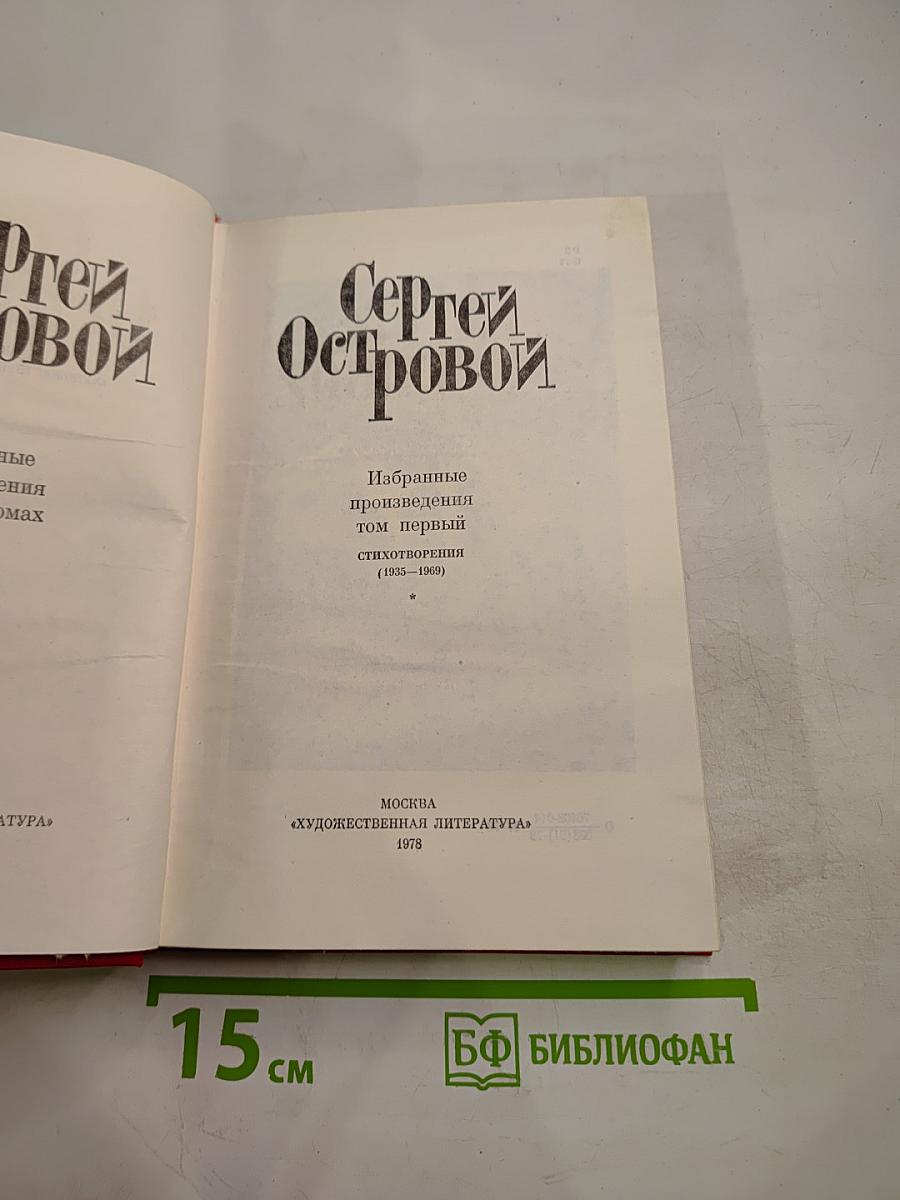 ргей
овой
ные
ения
омах
АТУРА»
Сергей
Островой
Избранные
произведения
том первый
СТИХОТВОРЕНИЯ
(1935—1969)
*
МОСКВА
«ХУДОЖЕСТВЕННАЯ ЛИТЕРАТУРА»
1978
15 см
БФ БИБЛИОФАН